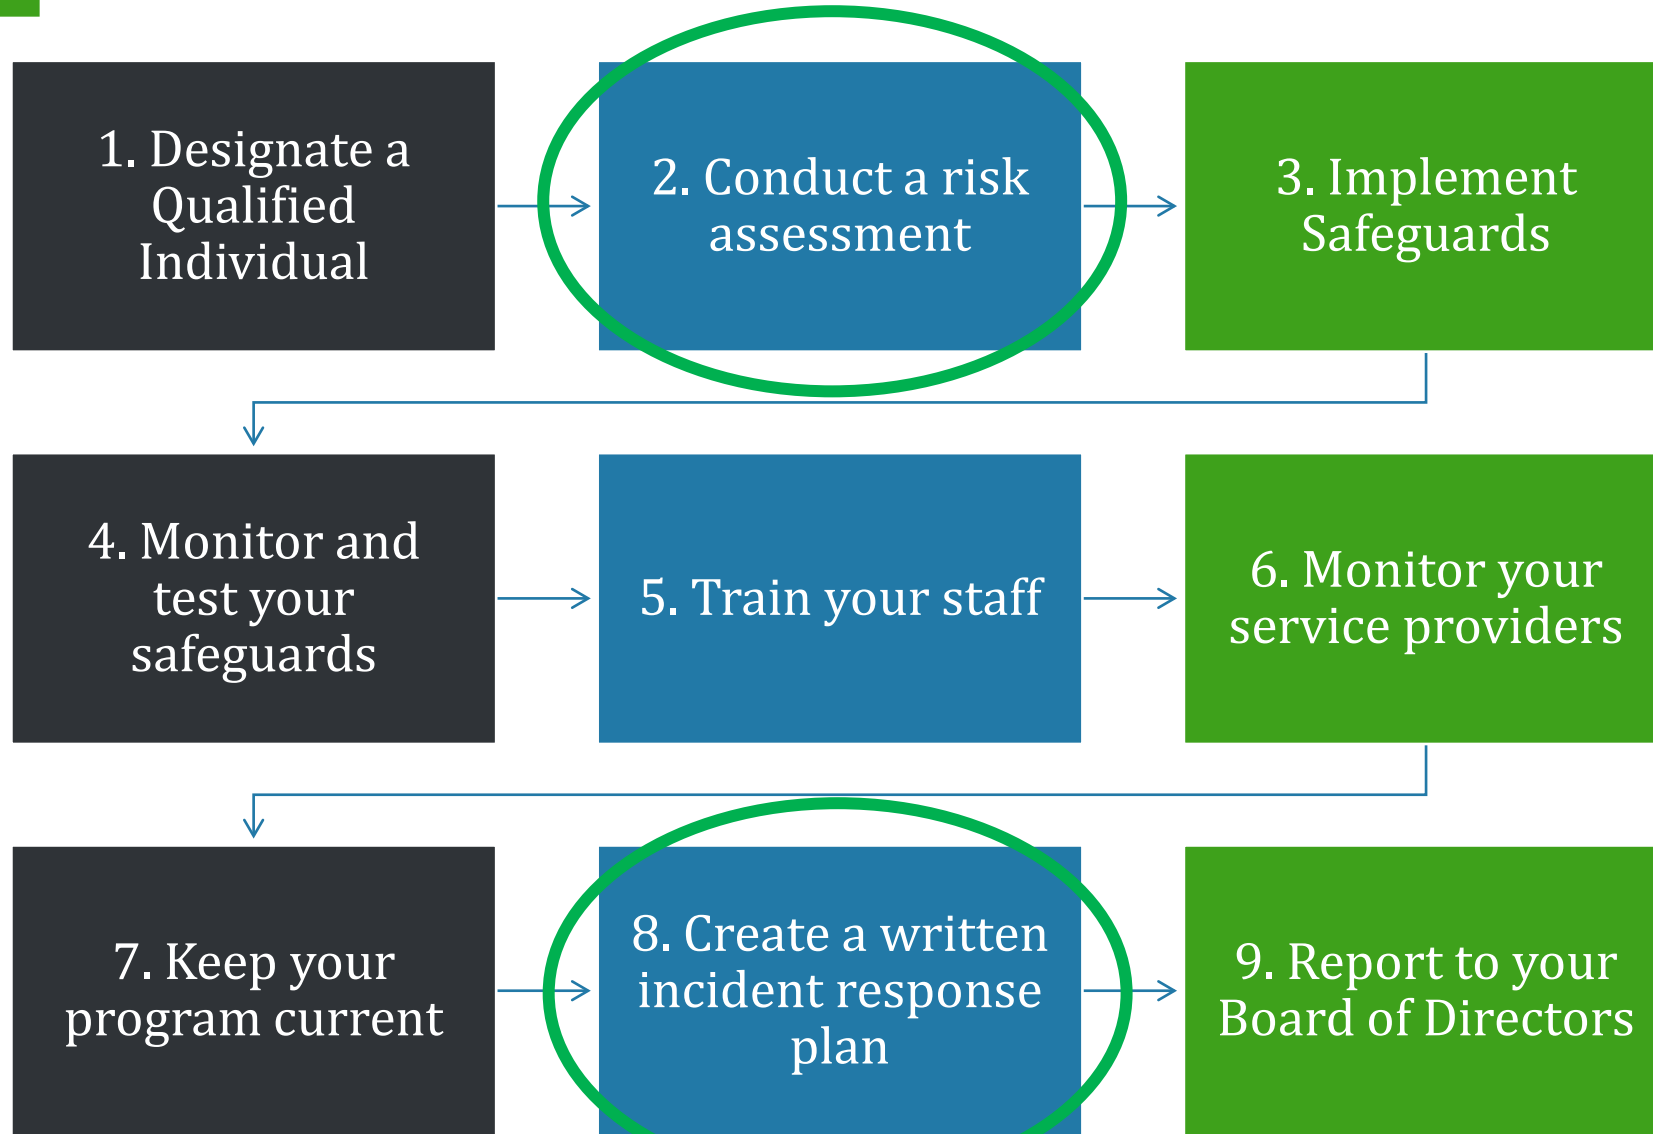 1. Designate a
Qualified
Individual
2. Conduct a risk
assessment
3. Implement
Safeguards
4. Monitor and
test your
safeguards
5. Train your staff
6. Monitor your
service providers
7. Keep your
program current
8. Create a written
incident response
plan
9. Report to your
Board of Directors